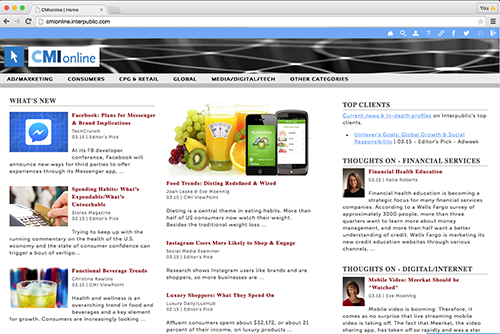 CMIonline | Home
You
cmionline.interpublic.com
CMIonline
AD/MARKETING CONSUMERS CPG & RETAIL GLOBAL MEDIA/DIGITAL/TECH OTHER CATEGORIES
WHAT'S NEW
Facebook: Plans for Messenger
& Brand Implications
TechCrunch
03.15 | Editor's Pick
At its F8 developer
conference, Facebook will
announce new ways for third parties to offer
experiences through its Messenger app, ...
Spending Habits: What's
Expendable/What's
Untouchable
Stores Magazine
03.15 | Editor's Pick
Trying to keep up with the
running commentary on the health of the U.S.
economy and the state of consumer confidence can
trigger a bout of vertigo...
Functional Beverage Trends
Christina Rawlins
03.15 | CMI ViewPoint
Health and wellness is an
overarching trend in food and
beverages and a key element
for growth. Consumers are increasingly looking ...
Food Trends: Dieting Redefined & Wired
Joan Leake & Eve Moennig
03.15 | CMI ViewPoint
Dieting is a central theme in eating habits. More than
half of US consumers now watch their weight.
Besides the traditional weight loss ...
Instagram Users More Likely to Shop & Engage
Social Media Examiner
03.15 | Editor's Pick
Research shows Instagram users like brands and are
shoppers, so more businesses are ...
Luxury Shoppers: What They Spend On
Luxury Daily/LuxHub
03.15 | Editor's Pick
Affluent consumers spent about $32,172, or about 21
percent of their income, on luxury products ...
TOP CLIENTS
Current news & in-depth profiles on Interpublic's top
clients.
Unilever's Goals: Global Growth & Social
Responsibility | 03.15 - Editor's Pick - Adweek
THOUGHTS ON - FINANCIAL SERVICES
Financial Health Education
03.15 | Katie Roberts
Financial health education is becoming a
strategic focus for many financial services
companies. According to a Wells Fargo survey of
approximately 3000 people, more than three
quarters want to learn more about money
management, and more than half want a better
understanding of credit. Wells Fargo is marketing its
new credit education websites through various
channels, ...
THOUGHTS ON - DIGITAL/INTERNET
Mobile Video: Meerkat Should be
"Watched"
03.15 | Eve Moennig
Mobile video is booming. Therefore, it
comes as no surprise that live streaming mobile
video is taking off. The fact that Meerkat, the video
sharing app, has taken off so rapidly and was a star